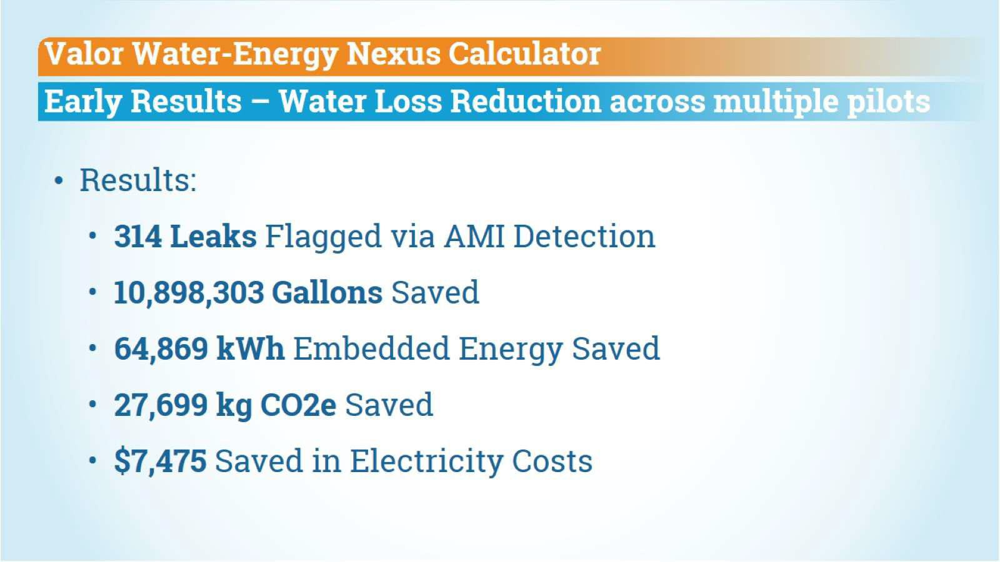 Valor Water-Energy Nexus Calculator
Early Results – Water Loss Reduction across multiple pilots
• Results:
• 314 Leaks Flagged via AMI Detection
• 10,898,303 Gallons Saved
• 64,869 kWh Embedded Energy Saved
• 27,699 kg CO2e Saved
• $7,475 Saved in Electricity Costs